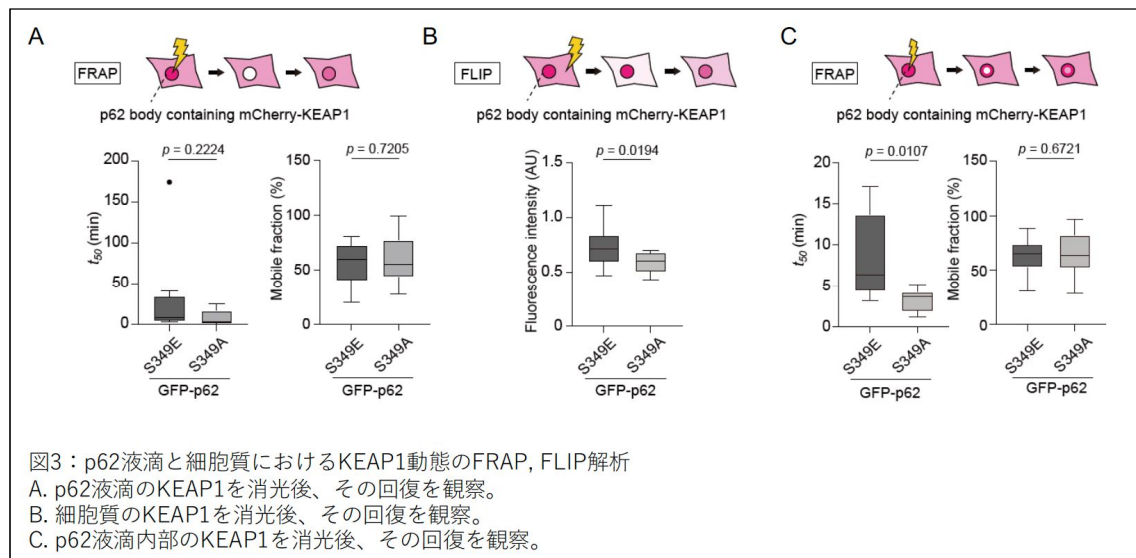 A
FRAP
p62 body containing mCherry-KEAP1
p = 0.2224
200
150
100
50
0
t50 (min)
S349E
S349A
GFP-p62
p = 0.7205
150
100
50
0
Mobile fraction (%)
S349E
S349A
GFP-p62
B
FLIP
p62 body containing mCherry-KEAP1
p = 0.0194
1.5
1.0
0.5
0.0
Fluorescence intensity (AU)
S349E
S349A
GFP-p62
C
FRAP
p62 body containing mCherry-KEAP1
p = 0.0107
20
15
10
5
0
t50 (min)
S349E
S349A
GFP-p62
p = 0.6721
150
100
50
0
Mobile fraction (%)
S349E
S349A
GFP-p62
図3：p62液滴と細胞質におけるKEAP1動態のFRAP, FLIP解析
A. p62液滴のKEAP1を消光後、その回復を観察。
B. 細胞質のKEAP1を消光後、その回復を観察。
C. p62液滴内部のKEAP1を消光後、その回復を観察。